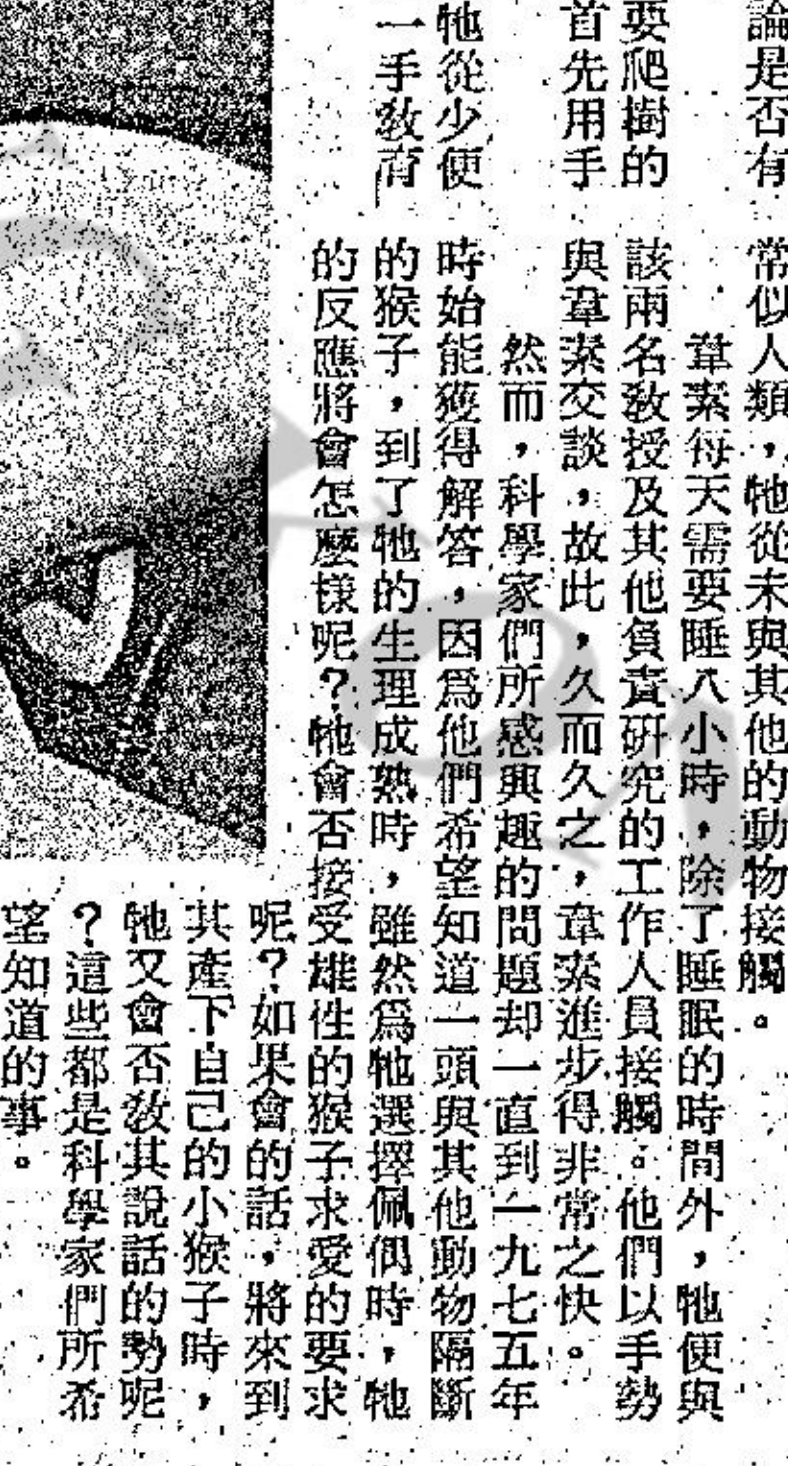 論是否有
要爬樹的
首先用手
牠從少便
一手敎育
常似人類，牠從未與其他的動物接觸。
韋素每天需要睡八小時，除了睡眠的時間外，牠便與
該兩名敎授及其他負責研究的工作人員接觸。他們以手勢
與韋素交談，故此，久而久之，韋素進步得非常之快。
然而，科學家們所感興趣的問題却一直到一九七五年
時始能獲得解答，因爲他們希望知道一頭與其他動物隔斷
的猴子，到了牠的生理成熟時，雖然爲牠選擇佩偶時，牠
的反應將會怎麽樣呢？牠會否接受雄性的猴子求愛的要求
呢？如果會的話，將來到
其產下自己的小猴子時，
牠又會否敎其說話的勢呢
？這些都是科學家們所希
望知道的事。